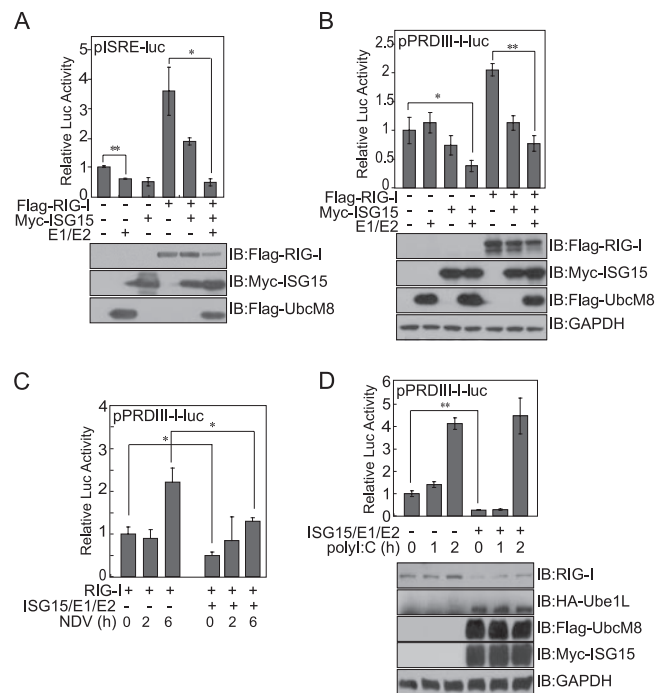 A
pISRE-luc
Relative Luc Activity
5
4
3
2
1
0
**
*
Flag-RIG-I - - - + + +
Myc-ISG15 - - + - + +
E1/E2 - + - - - +
IB:Flag-RIG-I
IB:Myc-ISG15
IB:Flag-UbcM8
B
pPRDIII-I-luc
Relative Luc Activity
2.5
2
1.5
1
0.5
0
*
**
Flag-RIG-I - - - - + + +
Myc-ISG15 - - + + - + +
E1/E2 - + - + - - +
IB:Flag-RIG-I
IB:Myc-ISG15
IB:Flag-UbcM8
IB:GAPDH
C
pPRDIII-I-luc
Relative Luc Activity
4
3
2
1
0
*
*
RIG-I + + + + + +
ISG15/E1/E2 - - - + + +
NDV (h) 0 2 6 0 2 6
D
pPRDIII-I-luc
Relative Luc Activity
6
5
4
3
2
1
0
**
ISG15/E1/E2 - - - + + +
polyI:C (h) 0 1 2 0 1 2
IB:RIG-I
IB:HA-Ube1L
IB:Flag-UbcM8
IB:Myc-ISG15
IB:GAPDH